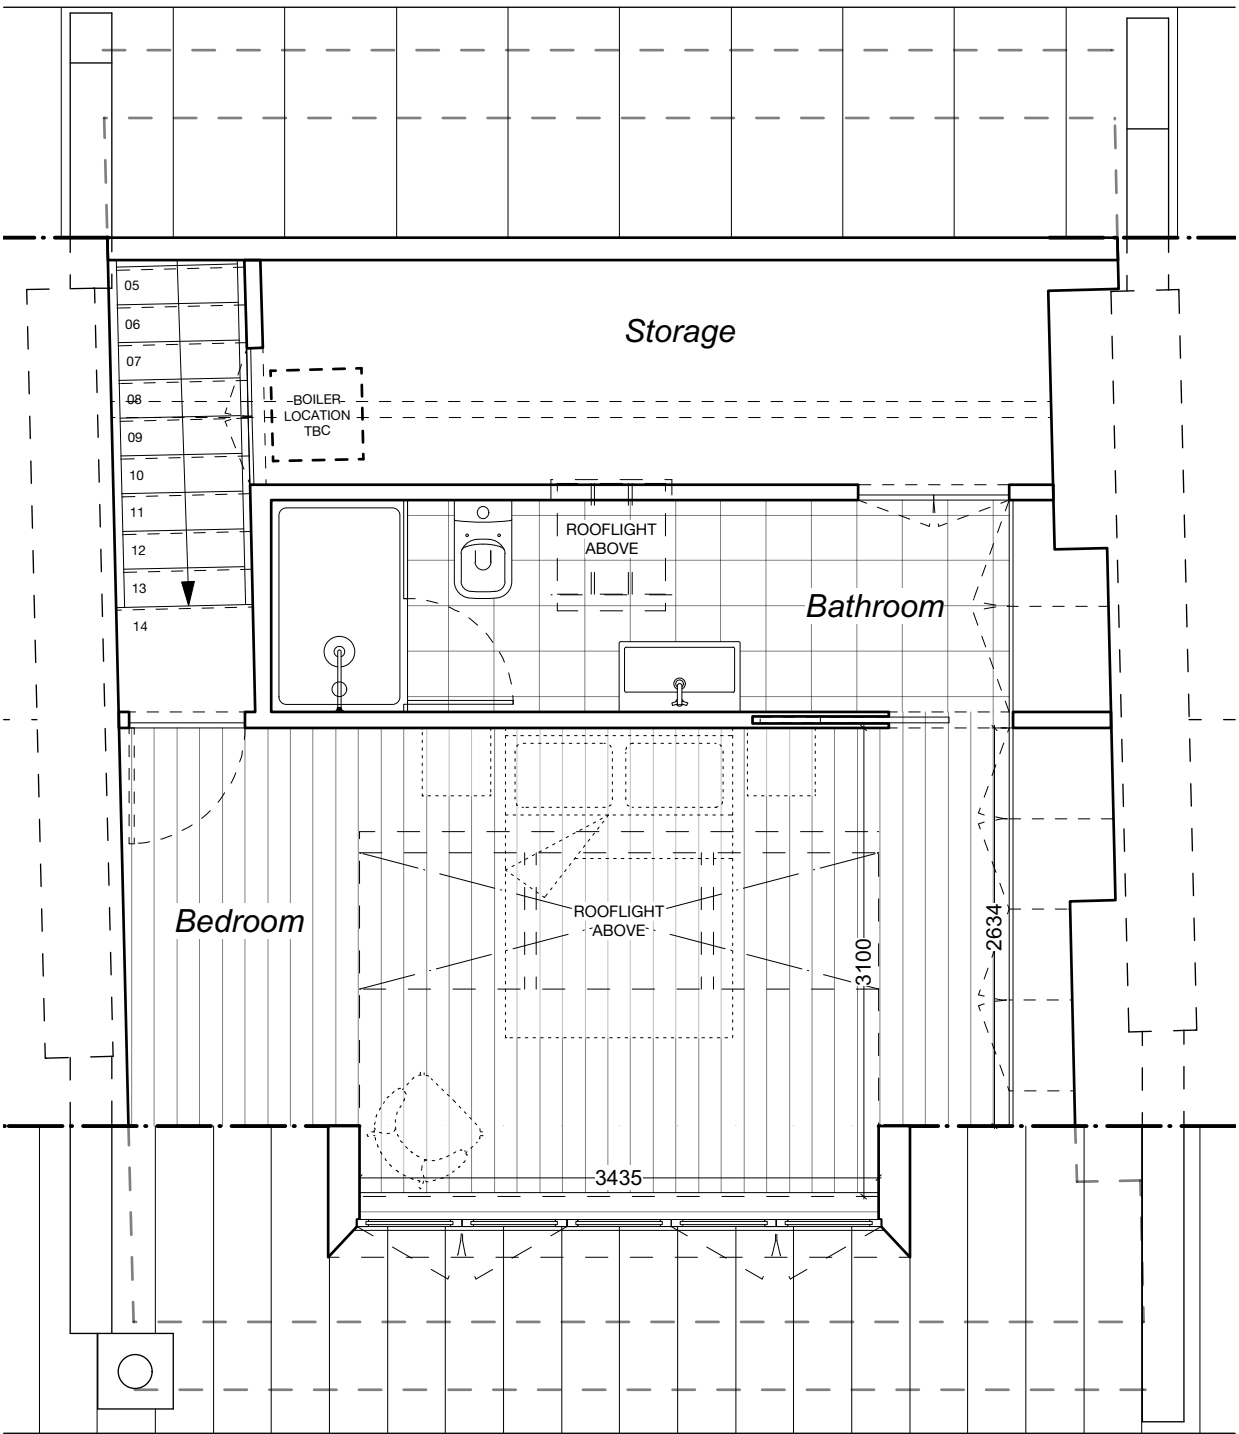 05
06
07
08
09
10
11
12
13
14
Storage
BOILER
LOCATION
TBC
ROOFLIGHT
ABOVE
Bathroom
Bedroom
ROOFLIGHT
ABOVE
3100
2634
3435